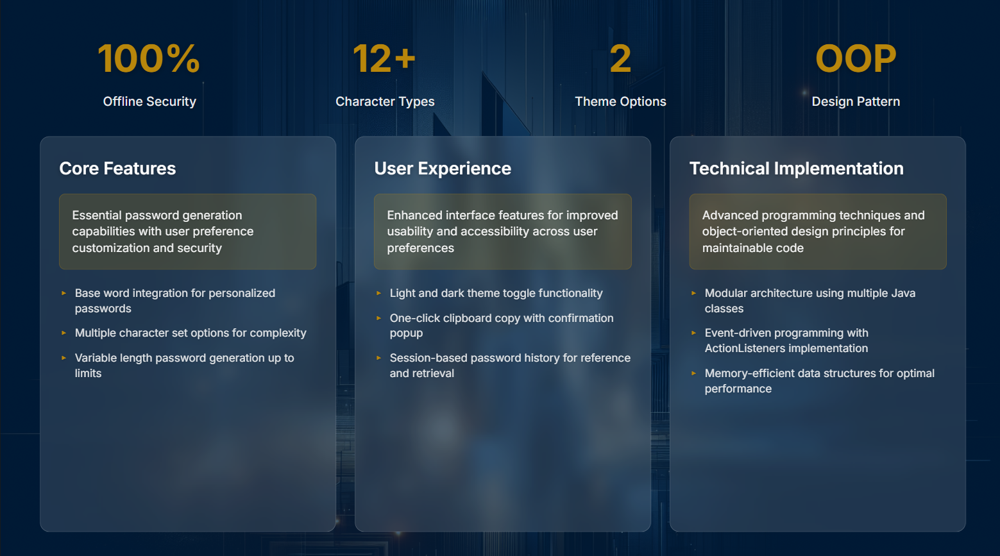 100%
12+
2
OOP
Offline Security
Character Types
Theme Options
Design Pattern
Core Features
Essential password generation
capabilities with user preference
customization and security
Base word integration for personalized
passwords
Multiple character set options for complexity
Variable length password generation up to
limits
User Experience
Enhanced interface features for improved
usability and accessibility across user
preferences
Light and dark theme toggle functionality
One-click clipboard copy with confirmation
popup
Session-based password history for reference
and retrieval
Technical Implementation
Advanced programming techniques and
object-oriented design principles for
maintainable code
Modular architecture using multiple Java
classes
Event-driven programming with
ActionListeners implementation
Memory-efficient data structures for optimal
performance